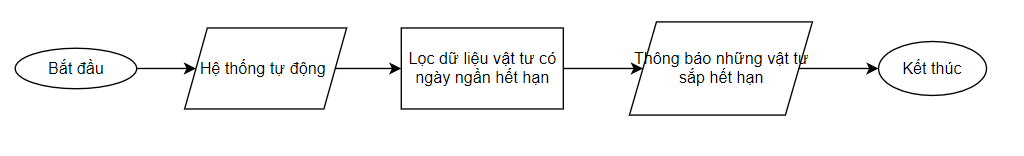 Bắt đầu
Hệ thống tự động
Lọc dữ liệu vật tư có
ngày ngần hết hạn
Thông báo những vật tư
sắp hết hạn
Kết thúc